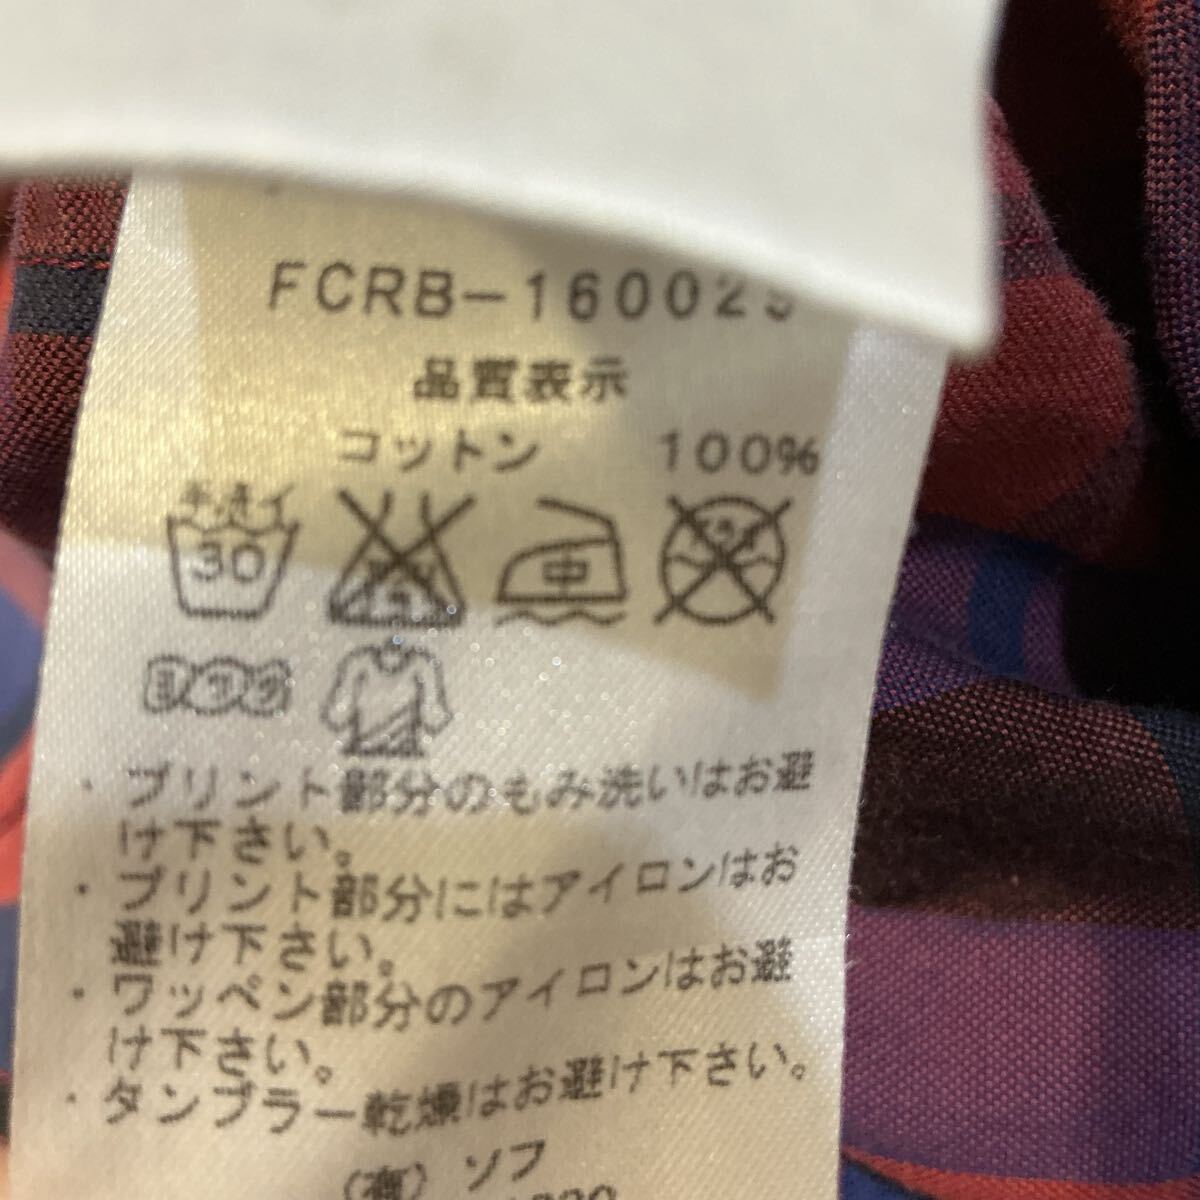 FCRB-160029
品質表示
コットン 100%
手洗イ
30
中
ヨワク
・プリント部分のもみ洗いはお避
け下さい。
・プリント部分にはアイロンはお
避け下さい。
・ワッペン部分のアイロンはお避
け下さい。
・タンブラー乾燥はお避け下さい。
(有)ソフ